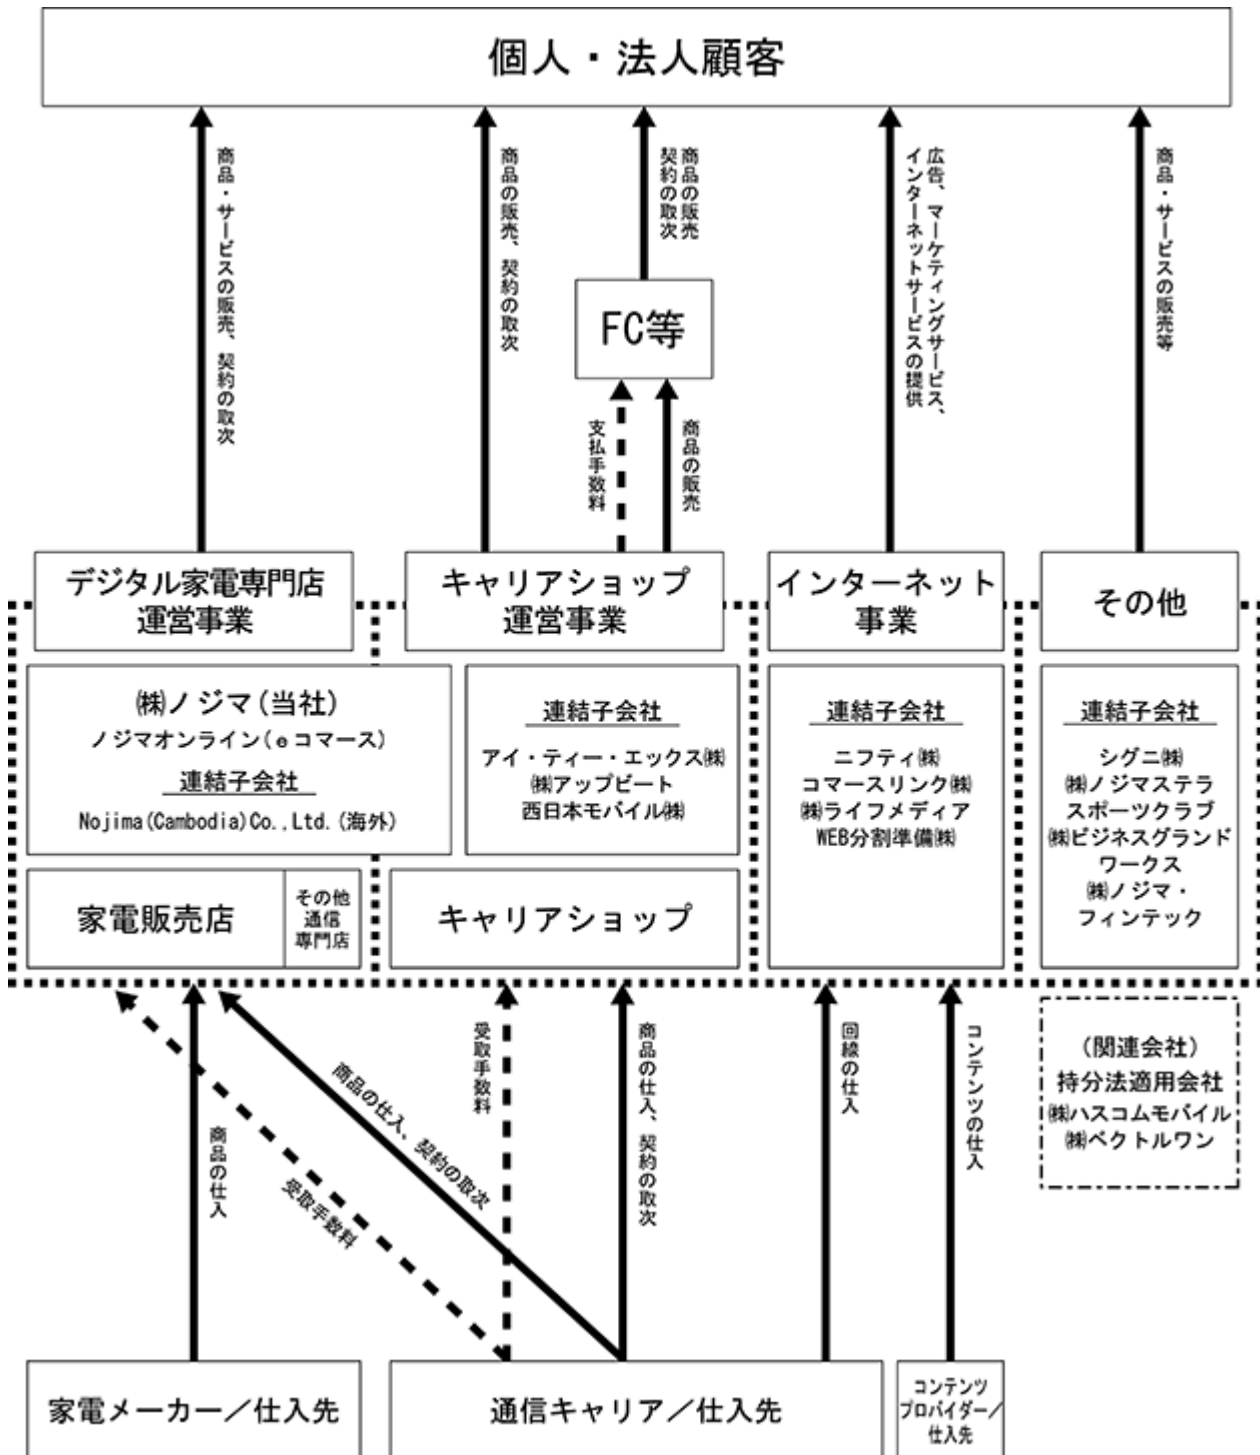 個人・法人顧客
商品・サービスの販売、契約の取次
商品の販売、契約の取次
商品の販売
契約の取次
広告、マーケティングサービス、
インターネットサービスの提供
商品・サービスの販売等
FC等
支払手数料
商品の販売
デジタル家電専門店
運営事業
キャリアショップ
運営事業
インターネット
事業
その他
㈱ノジマ(当社)
ノジマオンライン(eコマース)
連結子会社
Nojima(Cambodia)Co.,Ltd.(海外)
連結子会社
アイ・ティー・エックス㈱
㈱アップビート
西日本モバイル㈱
連結子会社
ニフティ㈱
コマースリンク㈱
㈱ライフメディア
WEB分割準備㈱
連結子会社
シグニ㈱
㈱ノジマステラ
スポーツクラブ
㈱ビジネスグランド
ワークス
㈱ノジマ・
フィンテック
家電販売店
その他
通信
専門店
キャリアショップ
商品の仕入
受取手数料
商品の仕入、契約の取次
受取手数料
商品の仕入、契約の取次
回線の仕入
コンテンツの仕入
(関連会社)
持分法適用会社
㈱ハスコムモバイル
㈱ベクトルワン
家電メーカー/仕入先
通信キャリア/仕入先
コンテンツ
プロバイダー/
仕入先